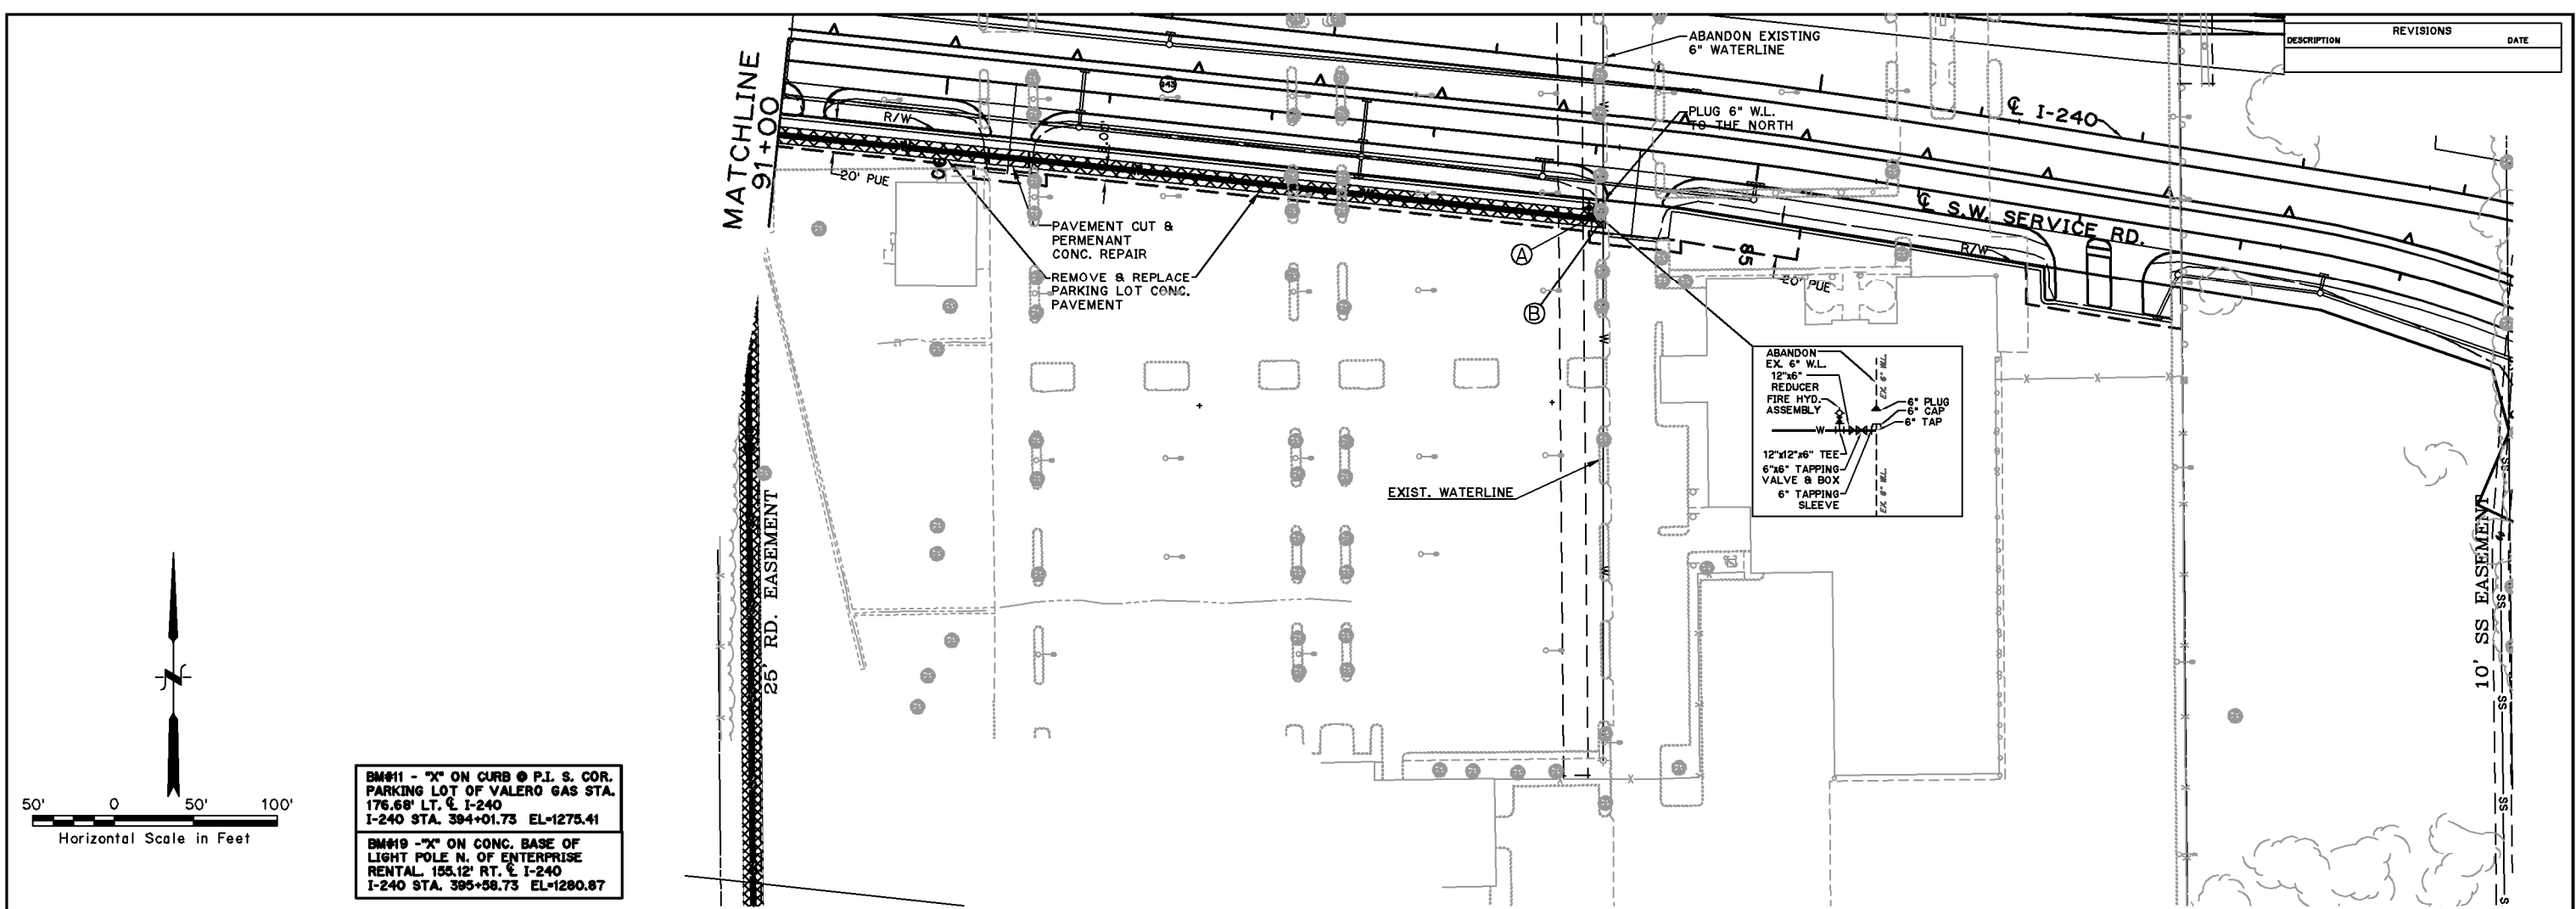 REVISIONS
DESCRIPTION DATE
ABANDON EXISTING
6" WATERLINE
PLUG 6" W.L.
TO THE NORTH
℄ I-240
MATCHLINE
91+00
R/W
20' PUE
90
PAVEMENT CUT &
PERMENANT
CONC. REPAIR
REMOVE & REPLACE
PARKING LOT CONC.
PAVEMENT
A
B
℄ S.W. SERVICE RD.
R/W
85
20' PUE
ABANDON
EX. 6" W.L.
12"x6"
REDUCER
FIRE HYD.
ASSEMBLY
W
12"x12"x6" TEE
6"x6" TAPPING
VALVE & BOX
6" TAPPING
SLEEVE
EX. 6" W.L.
6" PLUG
6" CAP
6" TAP
EX. 6" W.L.
EXIST. WATERLINE
W
W
W
25' RD. EASEMENT
10' SS EASEMENT
SS
SS
SS
SS
N
50' 0 50' 100'
Horizontal Scale in Feet
BM#11 - "X" ON CURB @ P.I. S. COR.
PARKING LOT OF VALERO GAS STA.
176.68' LT. ℄ I-240
I-240 STA. 394+01.73 EL=1275.41
BM#19 -"X" ON CONC. BASE OF
LIGHT POLE N. OF ENTERPRISE
RENTAL. 155.12' RT. ℄ I-240
I-240 STA. 395+58.73 EL=1280.87